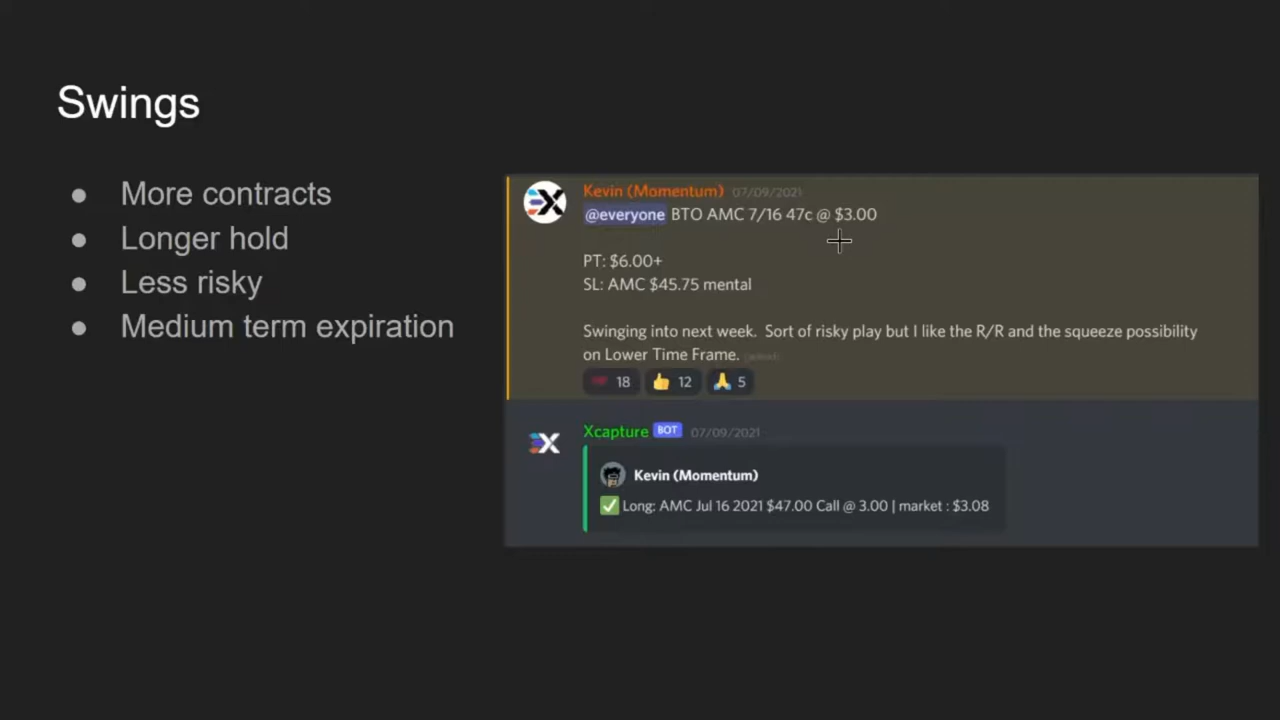 Swings
● More contracts
● Longer hold
● Less risky
● Medium term expiration
Kevin (Momentum) 07/09/2021
@everyone BTO AMC 7/16 47c @ $3.00
PT: $6.00+
SL: AMC $45.75 mental
Swinging into next week. Sort of risky play but I like the R/R and the squeeze possibility
on Lower Time Frame. (edited)
18 12 5
Xcapture BOT 07/09/2021
Kevin (Momentum)
Long: AMC Jul 16 2021 $47.00 Call @ 3.00 | market : $3.08